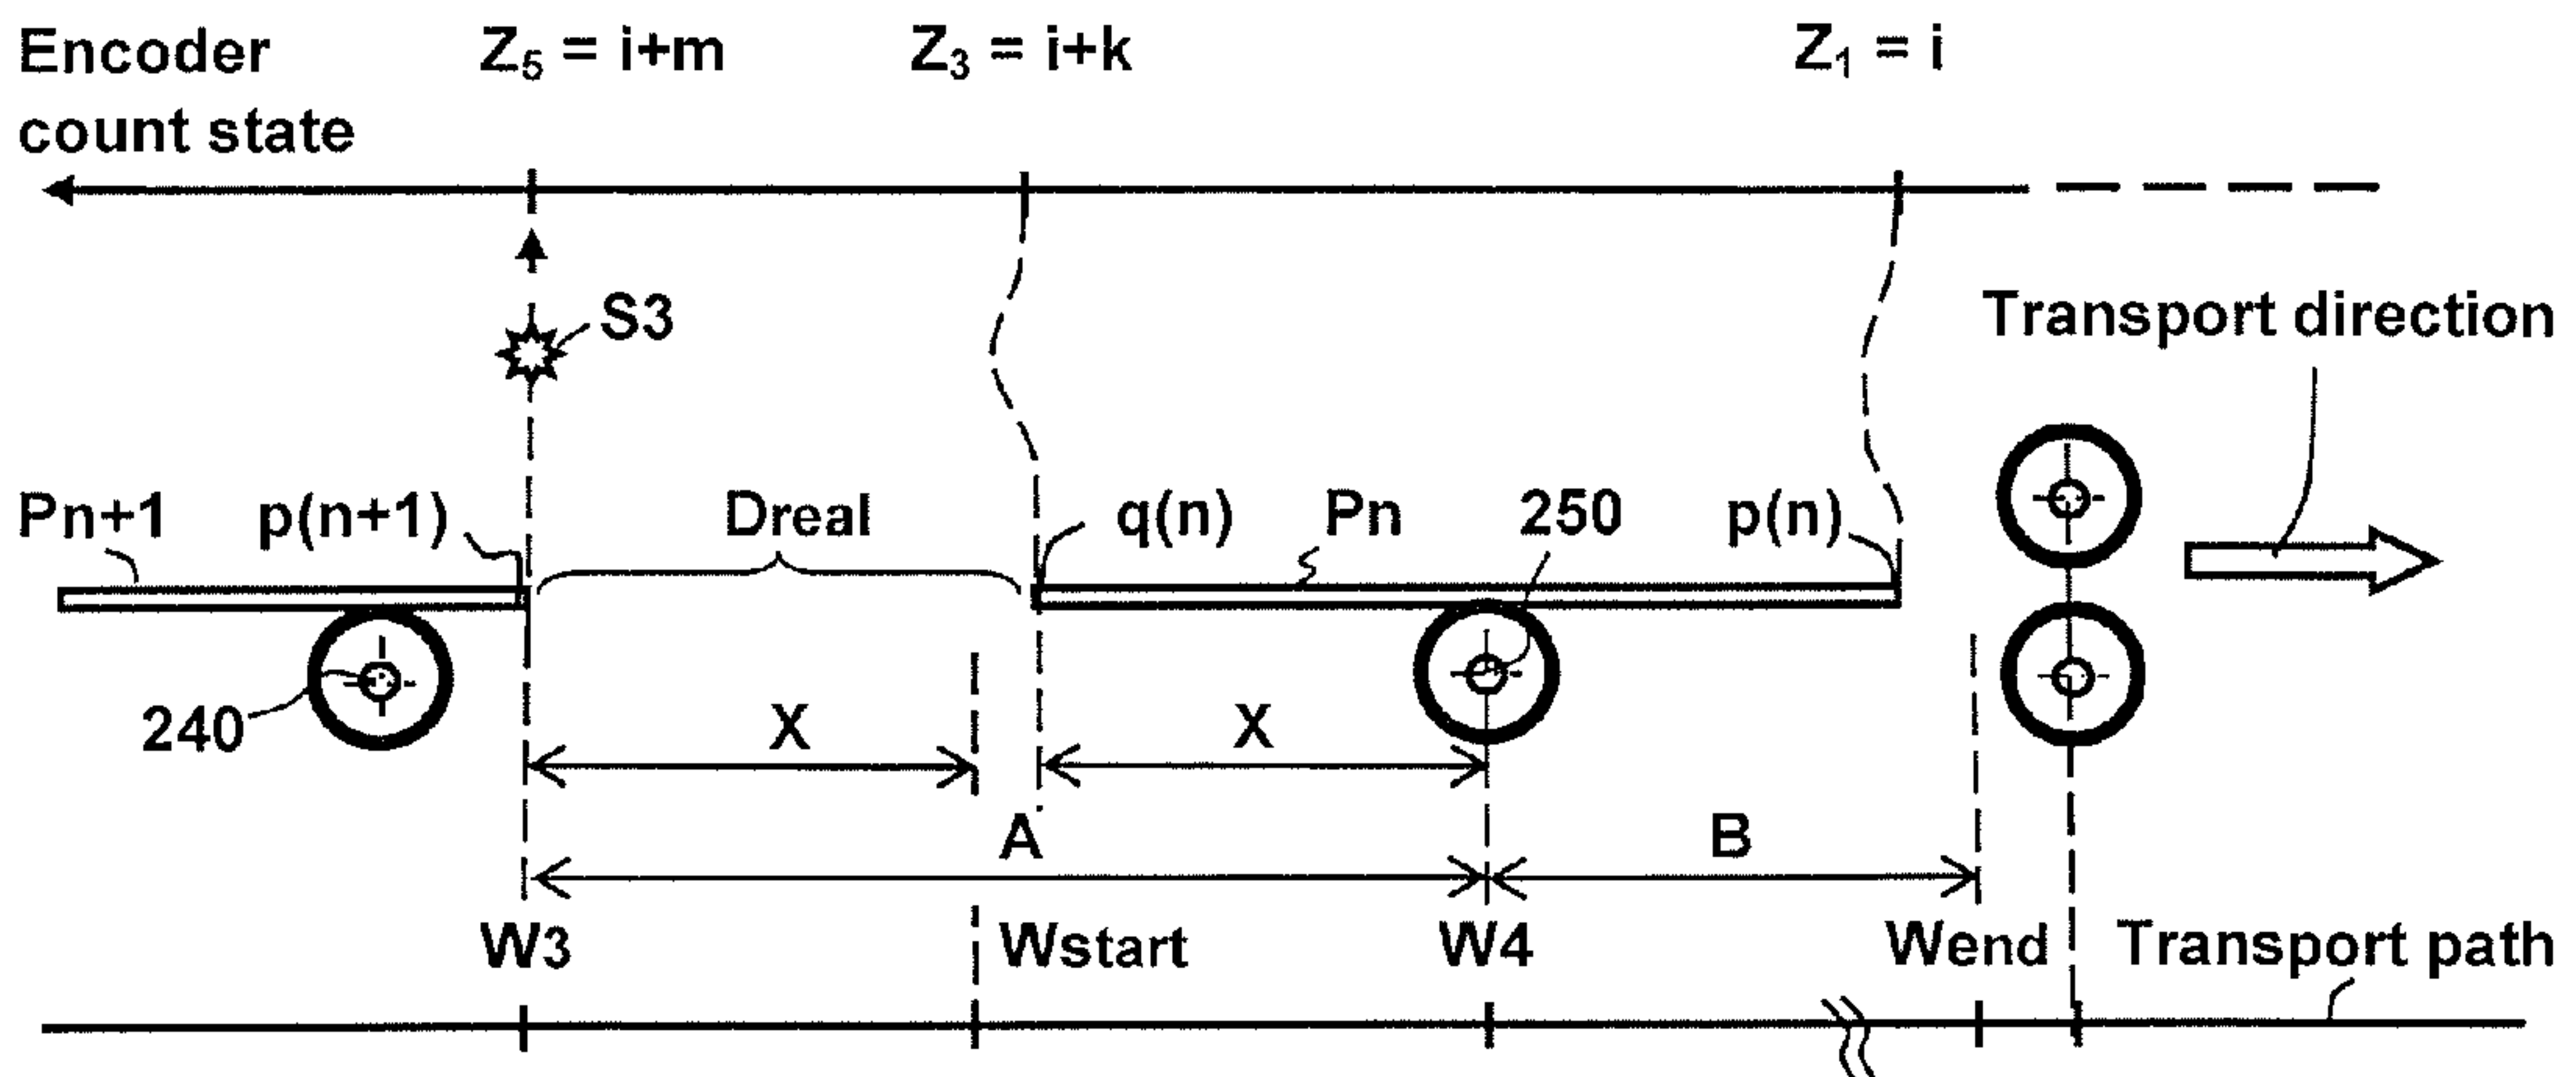 Encoder
count state
Z₅ = i+m
Z₃ = i+k
Z₁ = i
S3
Transport direction
Pn+1
p(n+1)
Dreal
q(n)
Pn
250
p(n)
240
X
X
A
B
W3
Wstart
W4
Wend
Transport path